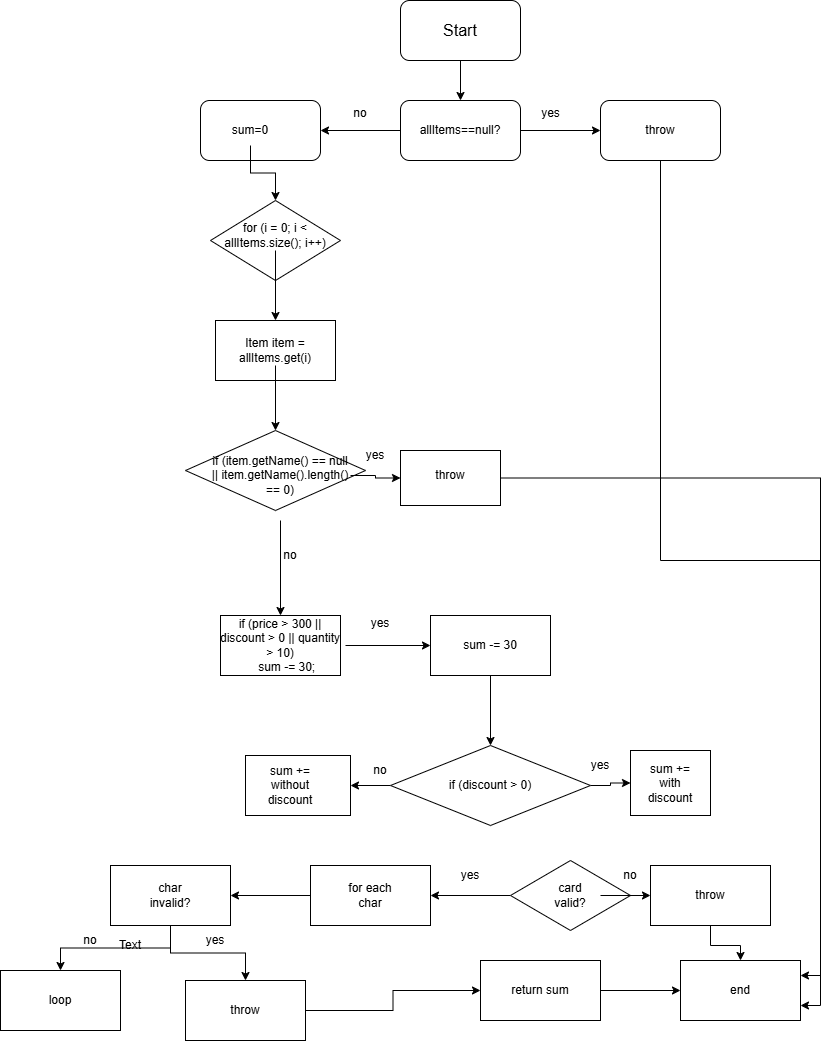 Start
no
yes
sum=0
allItems==null?
throw
for (i = 0; i <
allItems.size(); i++)
Item item =
allItems.get(i)
if (item.getName() == null
|| item.getName().length()
== 0)
yes
throw
no
if (price > 300 ||
discount > 0 || quantity
> 10)
sum -= 30;
yes
sum -= 30
sum +=
without
discount
no
if (discount > 0)
yes
sum +=
with
discount
char
invalid?
for each
char
yes
card
valid?
no
throw
no
Text
yes
loop
throw
return sum
end